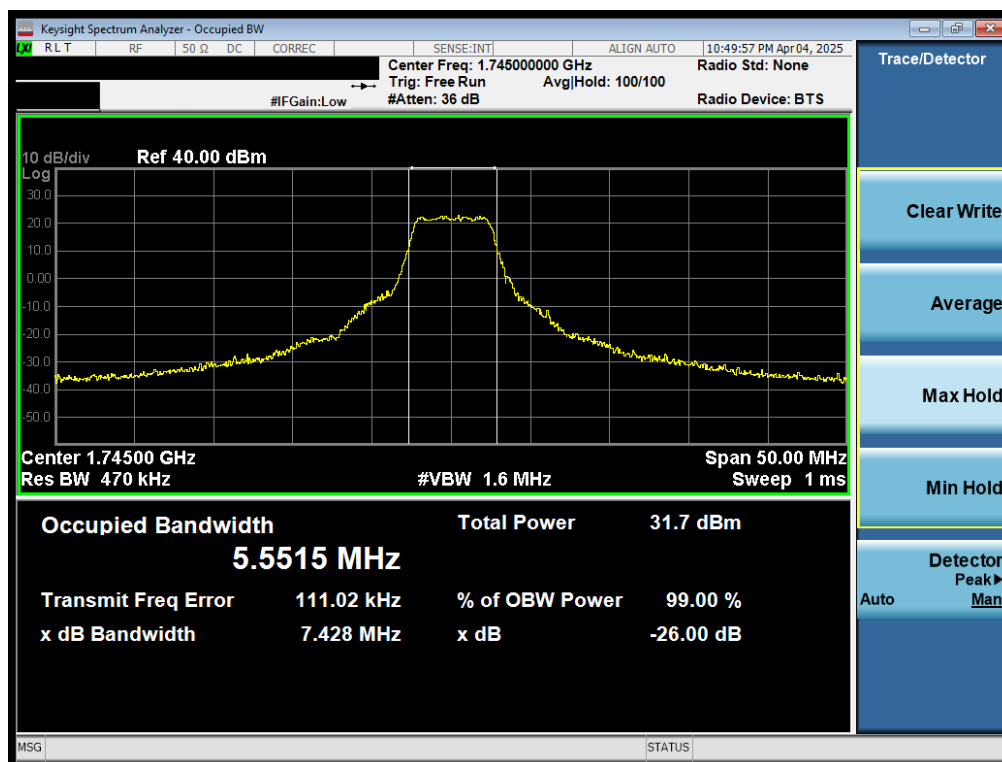 Keysight Spectrum Analyzer - Occupied BW
LXI RLT RF 50 Ω DC CORREC SENSE:INT ALIGN AUTO 10:49:57 PM Apr 04, 2025
Center Freq: 1.745000000 GHz Radio Std: None
Trig: Free Run Avg|Hold: 100/100
#IFGain:Low #Atten: 36 dB Radio Device: BTS
Trace/Detector
10 dB/div Ref 40.00 dBm
Log
30.0
20.0
10.0
0.00
-10.0
-20.0
-30.0
-40.0
-50.0
Center 1.74500 GHz Span 50.00 MHz
Res BW 470 kHz #VBW 1.6 MHz Sweep 1 ms
Occupied Bandwidth Total Power 31.7 dBm
5.5515 MHz
Transmit Freq Error 111.02 kHz % of OBW Power 99.00 %
x dB Bandwidth 7.428 MHz x dB -26.00 dB
Clear Write
Average
Max Hold
Min Hold
Detector
Peak▶
Auto Man
MSG STATUS